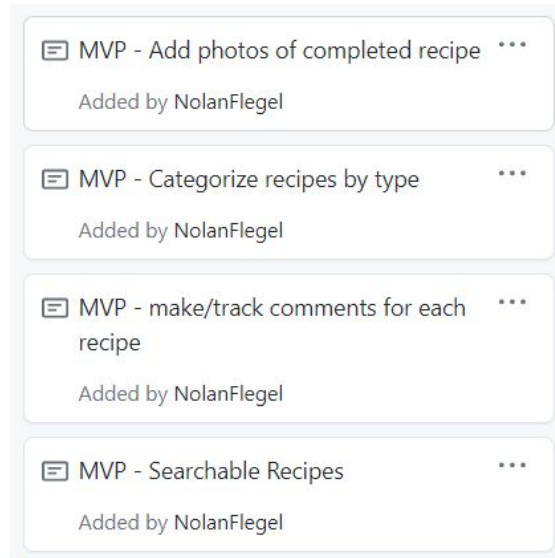 MVP - Add photos of completed recipe
Added by NolanFlegel
MVP - Categorize recipes by type
Added by NolanFlegel
MVP - make/track comments for each
recipe
Added by NolanFlegel
MVP - Searchable Recipes
Added by NolanFlegel